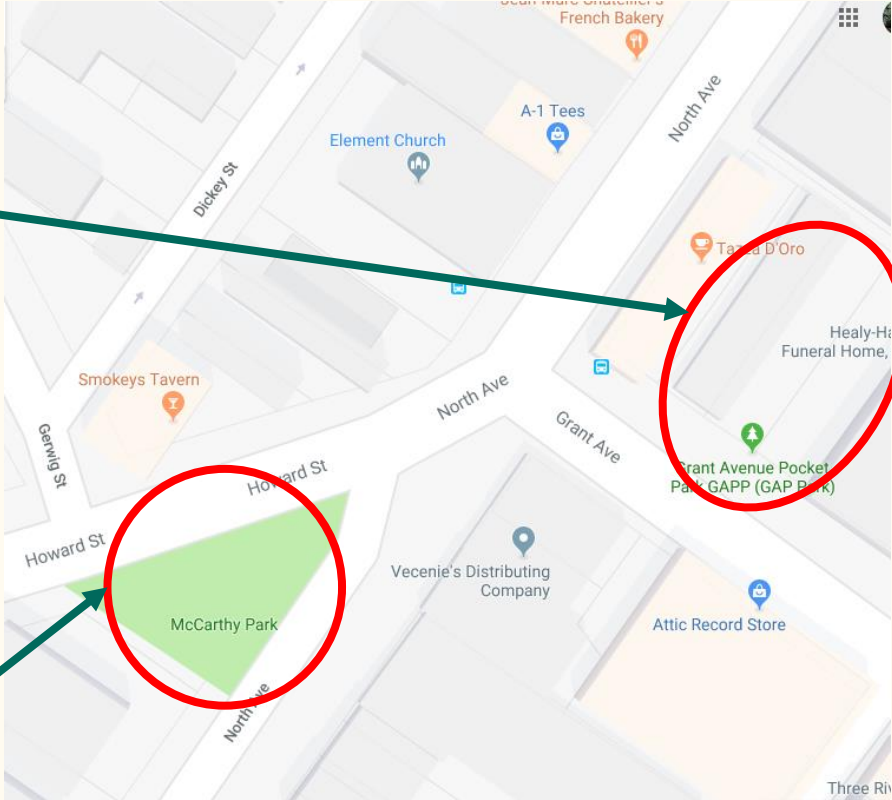 French Bakery
North Ave
A-1 Tees
Element Church
Dickey St
Tazza D'Oro
Healy-Ha
Funeral Home,
Smokeys Tavern
North Ave
Grant Ave
Gerwig St
Grant Avenue Pocket
Park GAPP (GAP Park)
Howard St
Howard St
Vecenie's Distributing
Company
McCarthy Park
Attic Record Store
North Ave
Three Riv